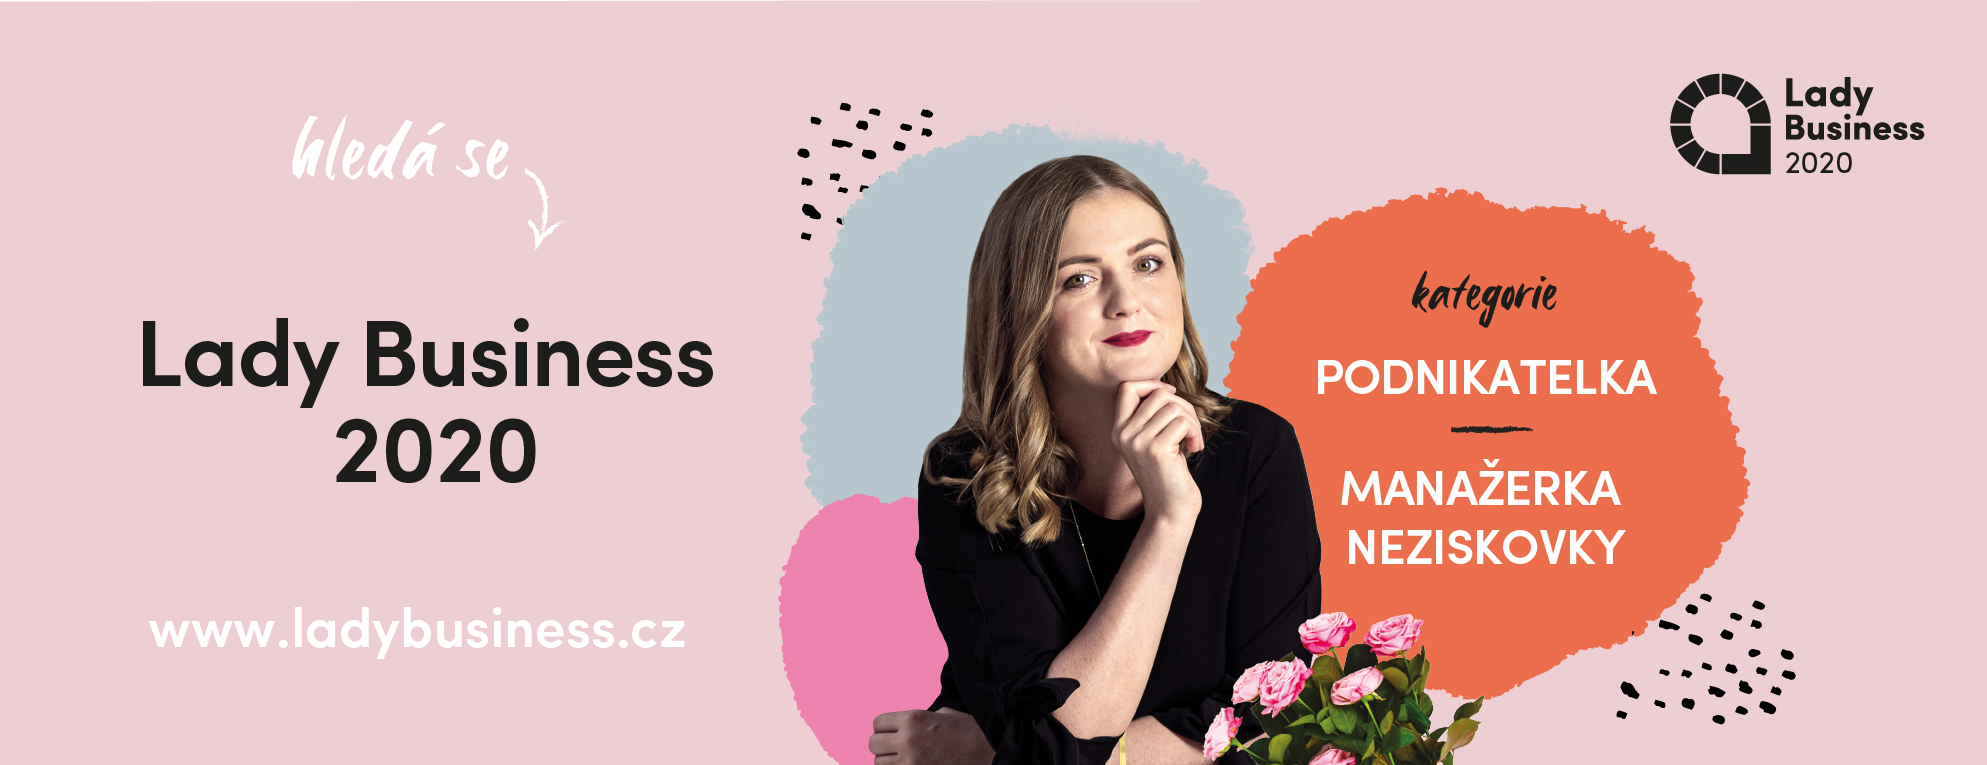 hledá se
Lady Business
2020
www.ladybusiness.cz
kategorie
PODNIKATELKA
MANAŽERKA
NEZISKOVKY
Lady
Business
2020